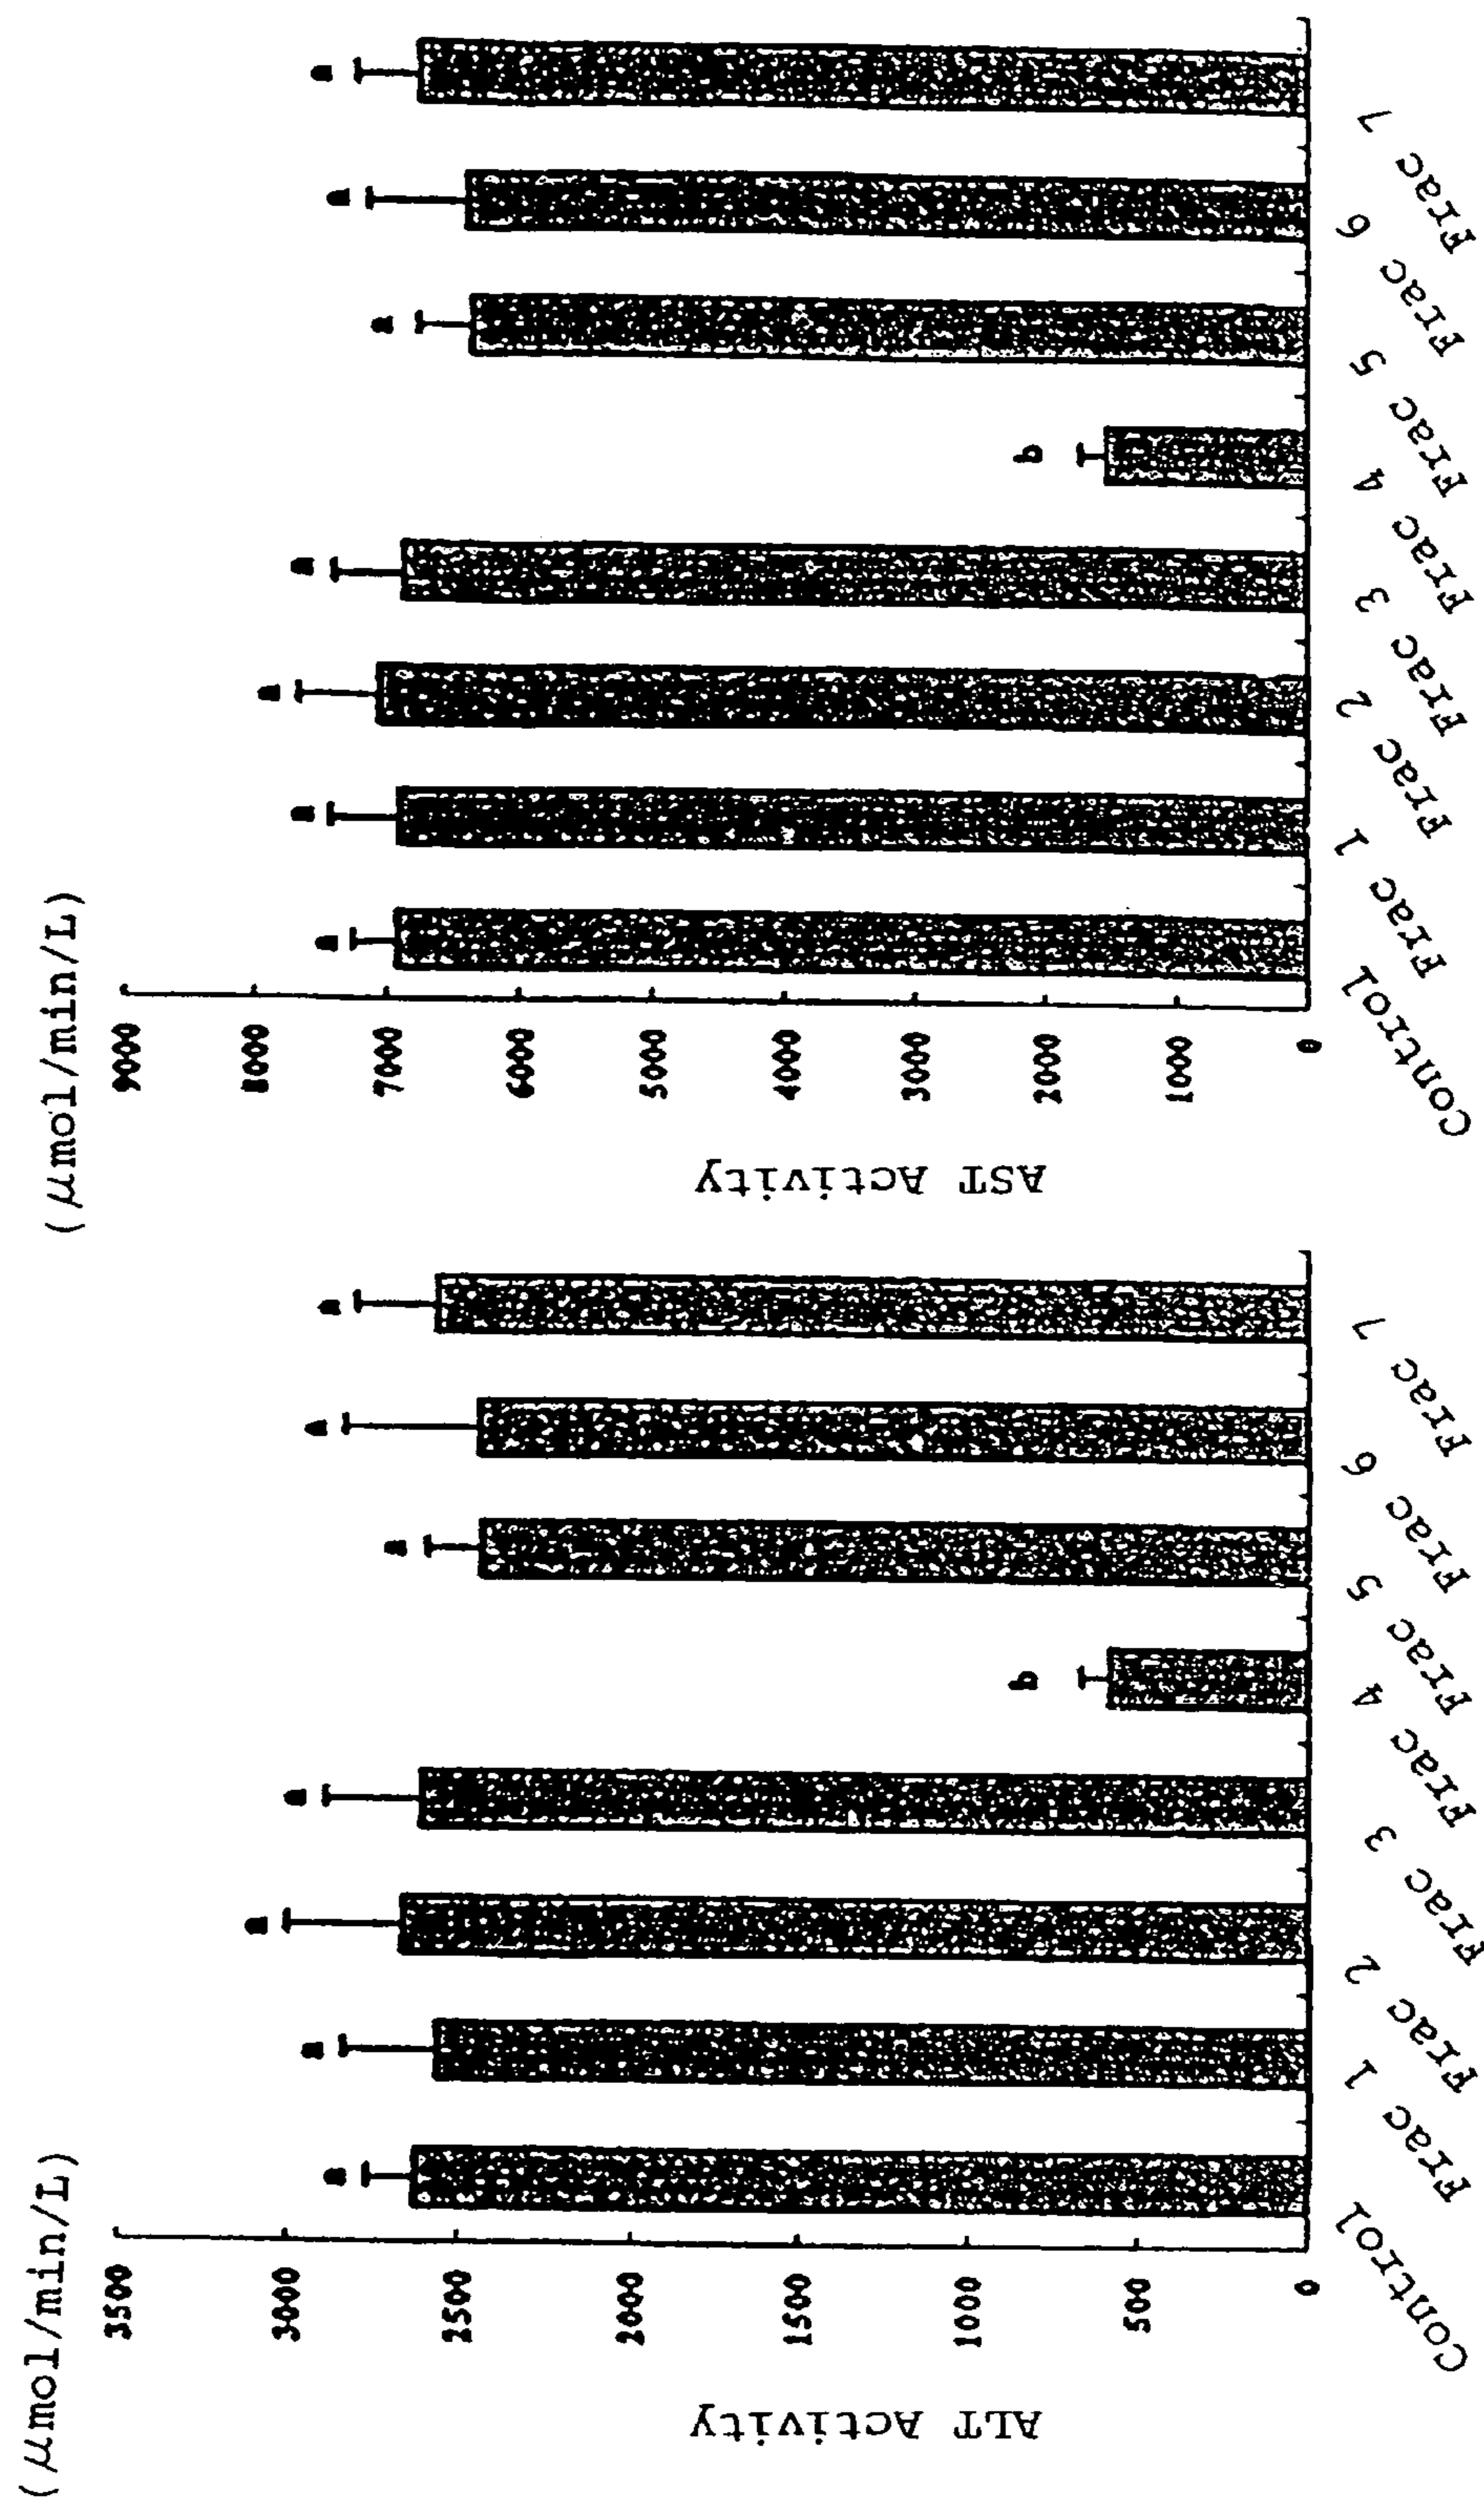 (μmol/min/L)
3500
3000
2500
2000
1500
1000
500
0
ALT Activity
a
a
a
a
b
a
a
a
Control
Frac 1
Frac 2
Frac 3
Frac 4
Frac 5
Frac 6
Frac 7
(μmol/min/L)
9000
8000
7000
6000
5000
4000
3000
2000
1000
0
AST Activity
a
a
a
a
b
a
a
a
Control
Frac 1
Frac 2
Frac 3
Frac 4
Frac 5
Frac 6
Frac 7